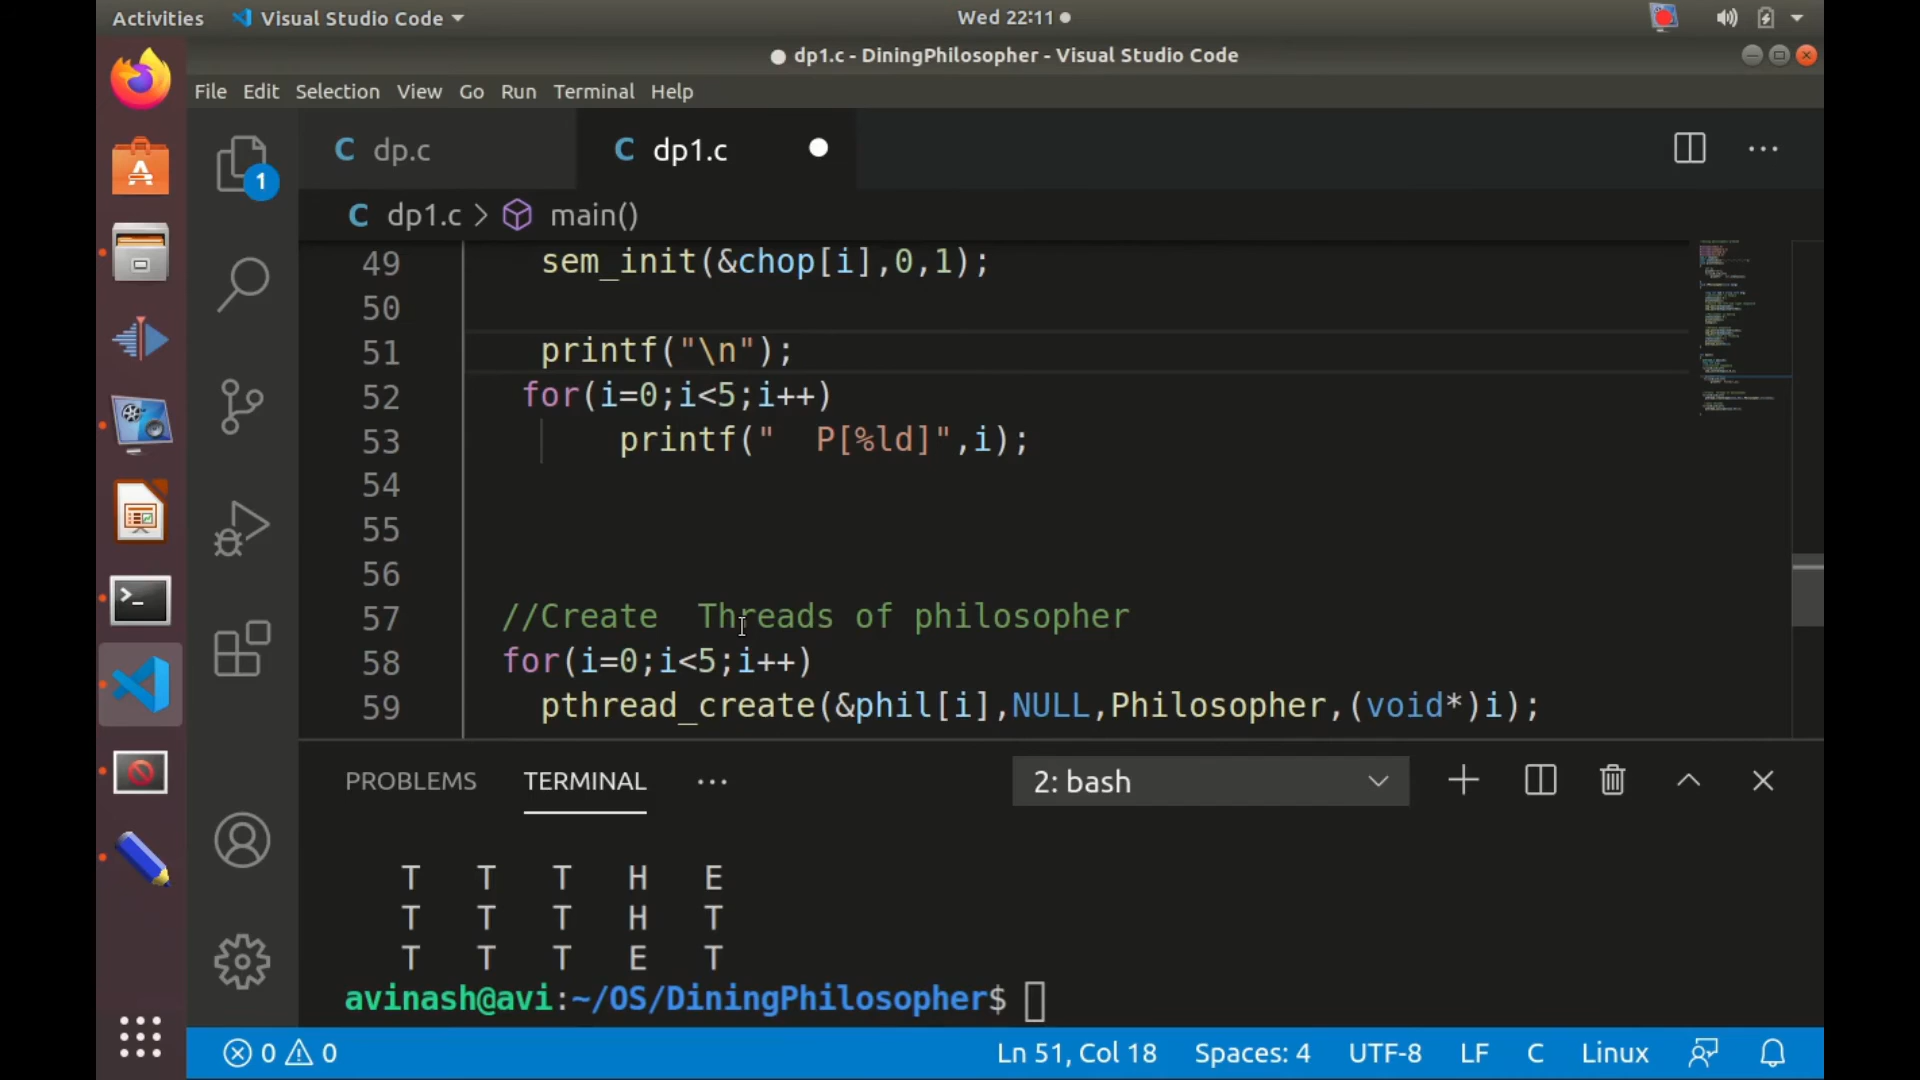 Activities Visual Studio Code Wed 22:11
dp1.c - DiningPhilosopher - Visual Studio Code
File Edit Selection View Go Run Terminal Help
1
C dp.c C dp1.c
C dp1.c > main()
49 sem_init(&chop[i],0,1);
50
51 printf("\n");
52 for(i=0;i<5;i++)
53 printf("  P[%ld]",i);
54
55
56
57 //Create  Threads of philosopher
58 for(i=0;i<5;i++)
59 pthread_create(&phil[i],NULL,Philosopher,(void*)i);
PROBLEMS TERMINAL ··· 2: bash
T T T H E
T T T H T
T T T E T
avinash@avi:~/OS/DiningPhilosopher$
0 0 Ln 51, Col 18 Spaces: 4 UTF-8 LF C Linux